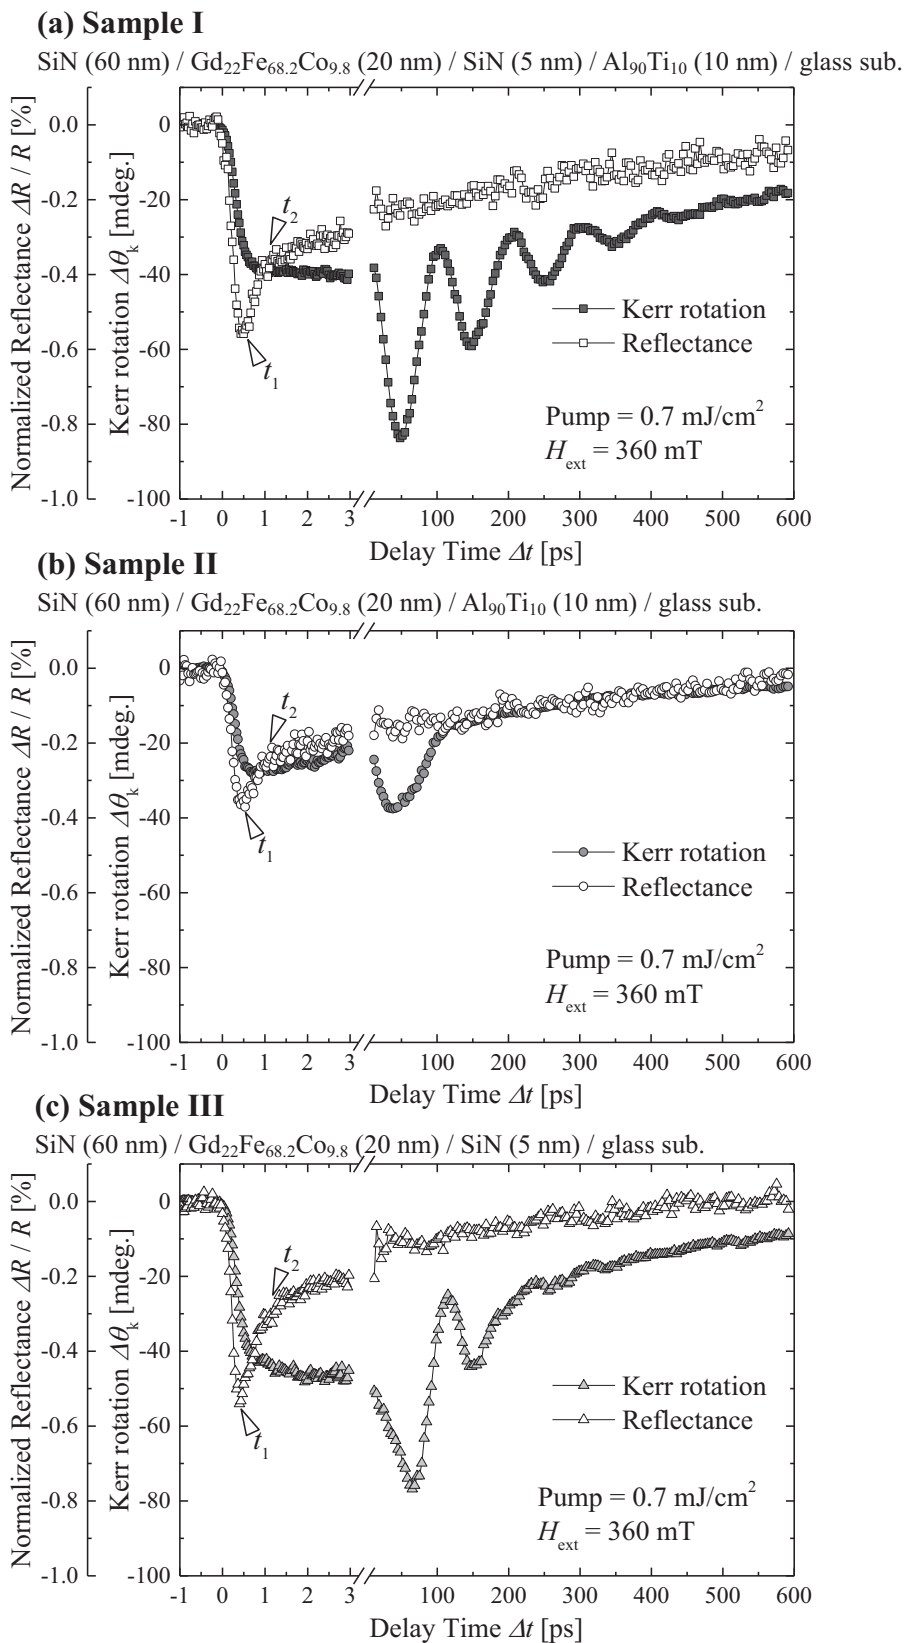 (a) Sample I
SiN (60 nm) / Gd22Fe68.2Co9.8 (20 nm) / SiN (5 nm) / Al90Ti10 (10 nm) / glass sub.
Normalized Reflectance ΔR / R [%]
0.0
-0.2
-0.4
-0.6
-0.8
-1.0
Kerr rotation Δθk [mdeg.]
0
-20
-40
-60
-80
-100
t2
t1
Kerr rotation
Reflectance
Pump = 0.7 mJ/cm2
Hext = 360 mT
-1 0 1 2 3 100 200 300 400 500 600
Delay Time Δt [ps]
(b) Sample II
SiN (60 nm) / Gd22Fe68.2Co9.8 (20 nm) / Al90Ti10 (10 nm) / glass sub.
Normalized Reflectance ΔR / R [%]
0.0
-0.2
-0.4
-0.6
-0.8
-1.0
Kerr rotation Δθk [mdeg.]
0
-20
-40
-60
-80
-100
t2
t1
Kerr rotation
Reflectance
Pump = 0.7 mJ/cm2
Hext = 360 mT
-1 0 1 2 3 100 200 300 400 500 600
Delay Time Δt [ps]
(c) Sample III
SiN (60 nm) / Gd22Fe68.2Co9.8 (20 nm) / SiN (5 nm) / glass sub.
Normalized Reflectance ΔR / R [%]
0.0
-0.2
-0.4
-0.6
-0.8
-1.0
Kerr rotation Δθk [mdeg.]
0
-20
-40
-60
-80
-100
t2
t1
Kerr rotation
Reflectance
Pump = 0.7 mJ/cm2
Hext = 360 mT
-1 0 1 2 3 100 200 300 400 500 600
Delay Time Δt [ps]